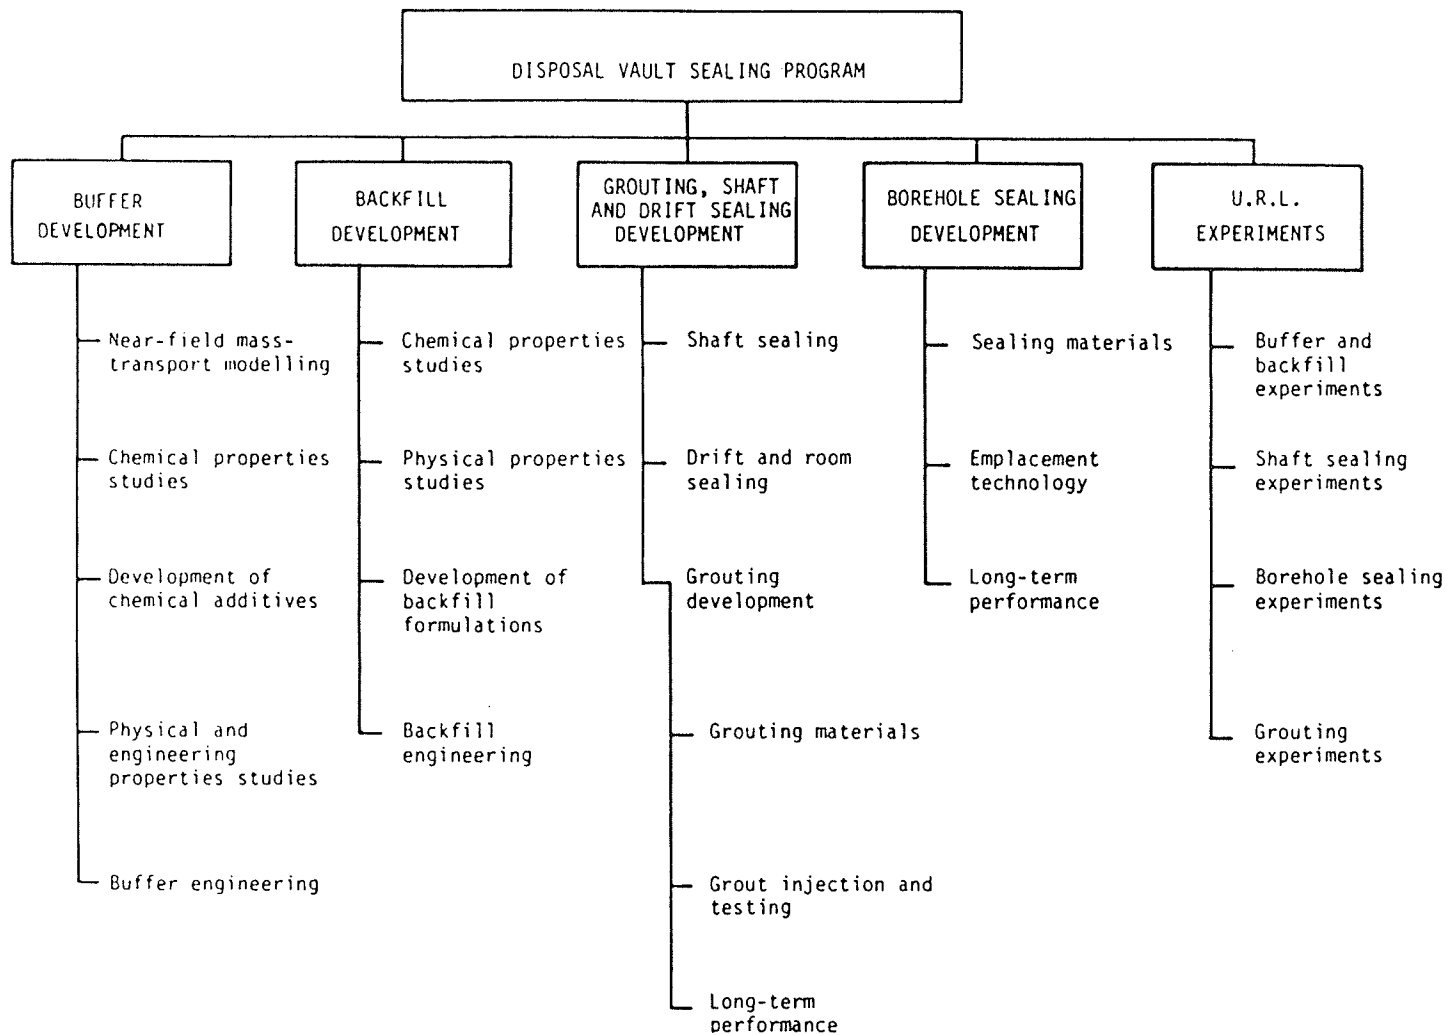 DISPOSAL VAULT SEALING PROGRAM
BUFFER
DEVELOPMENT
Near-field mass-
transport modelling
Chemical properties
studies
Development of
chemical additives
Physical and
engineering
properties studies
Buffer engineering
BACKFILL
DEVELOPMENT
Chemical properties
studies
Physical properties
studies
Development of
backfill
formulations
Backfill
engineering
GROUTING, SHAFT
AND DRIFT SEALING
DEVELOPMENT
Shaft sealing
Drift and room
sealing
Grouting
development
Grouting materials
Grout injection and
testing
Long-term
performance
BOREHOLE SEALING
DEVELOPMENT
Sealing materials
Emplacement
technology
Long-term
performance
U.R.L.
EXPERIMENTS
Buffer and
backfill
experiments
Shaft sealing
experiments
Borehole sealing
experiments
Grouting
experiments